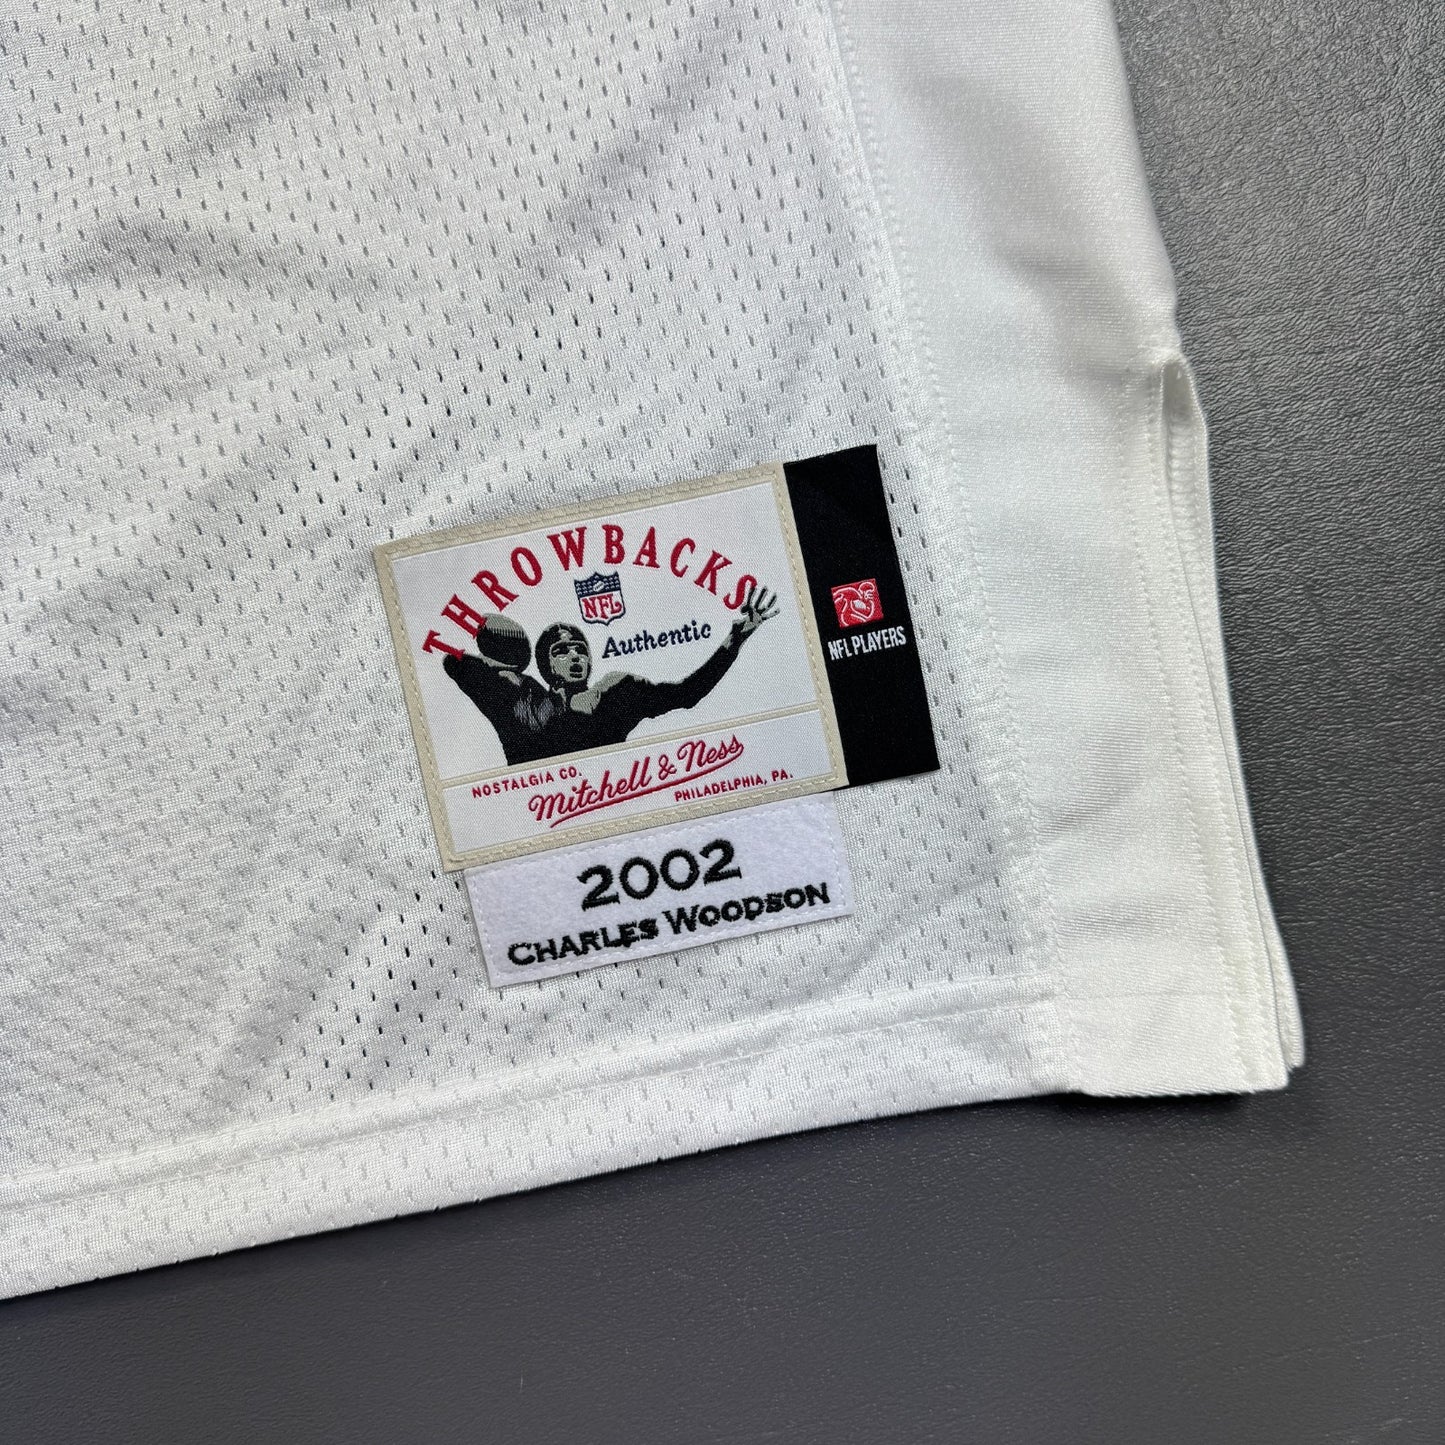 THROWBACKS
NFL
Authentic
NFL PLAYERS
NOSTALGIA CO.
Mitchell & Ness
PHILADELPHIA, PA.
2002
CHARLES WOODSON